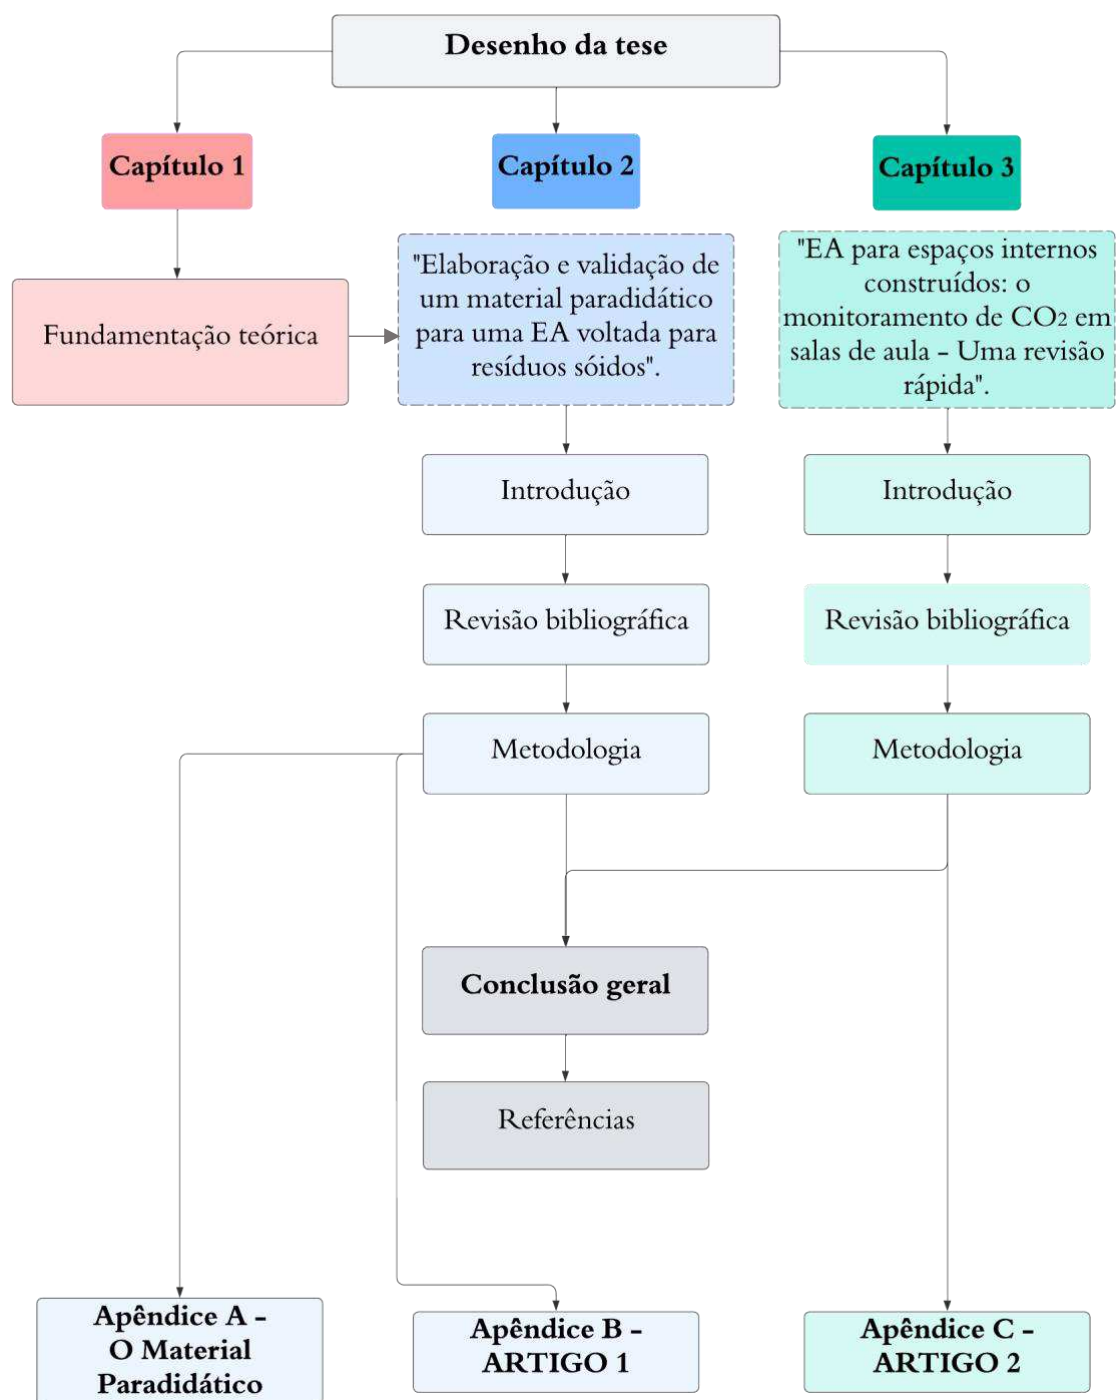 Desenho da tese
Capítulo 1
Capítulo 2
Capítulo 3
Fundamentação teórica
"Elaboração e validação de
um material paradidático
para uma EA voltada para
resíduos sóidos".
"EA para espaços internos
construídos: o
monitoramento de CO2 em
salas de aula - Uma revisão
rápida".
Introdução
Introdução
Revisão bibliográfica
Revisão bibliográfica
Metodologia
Metodologia
Conclusão geral
Referências
Apêndice A -
O Material
Paradidático
Apêndice B -
ARTIGO 1
Apêndice C -
ARTIGO 2